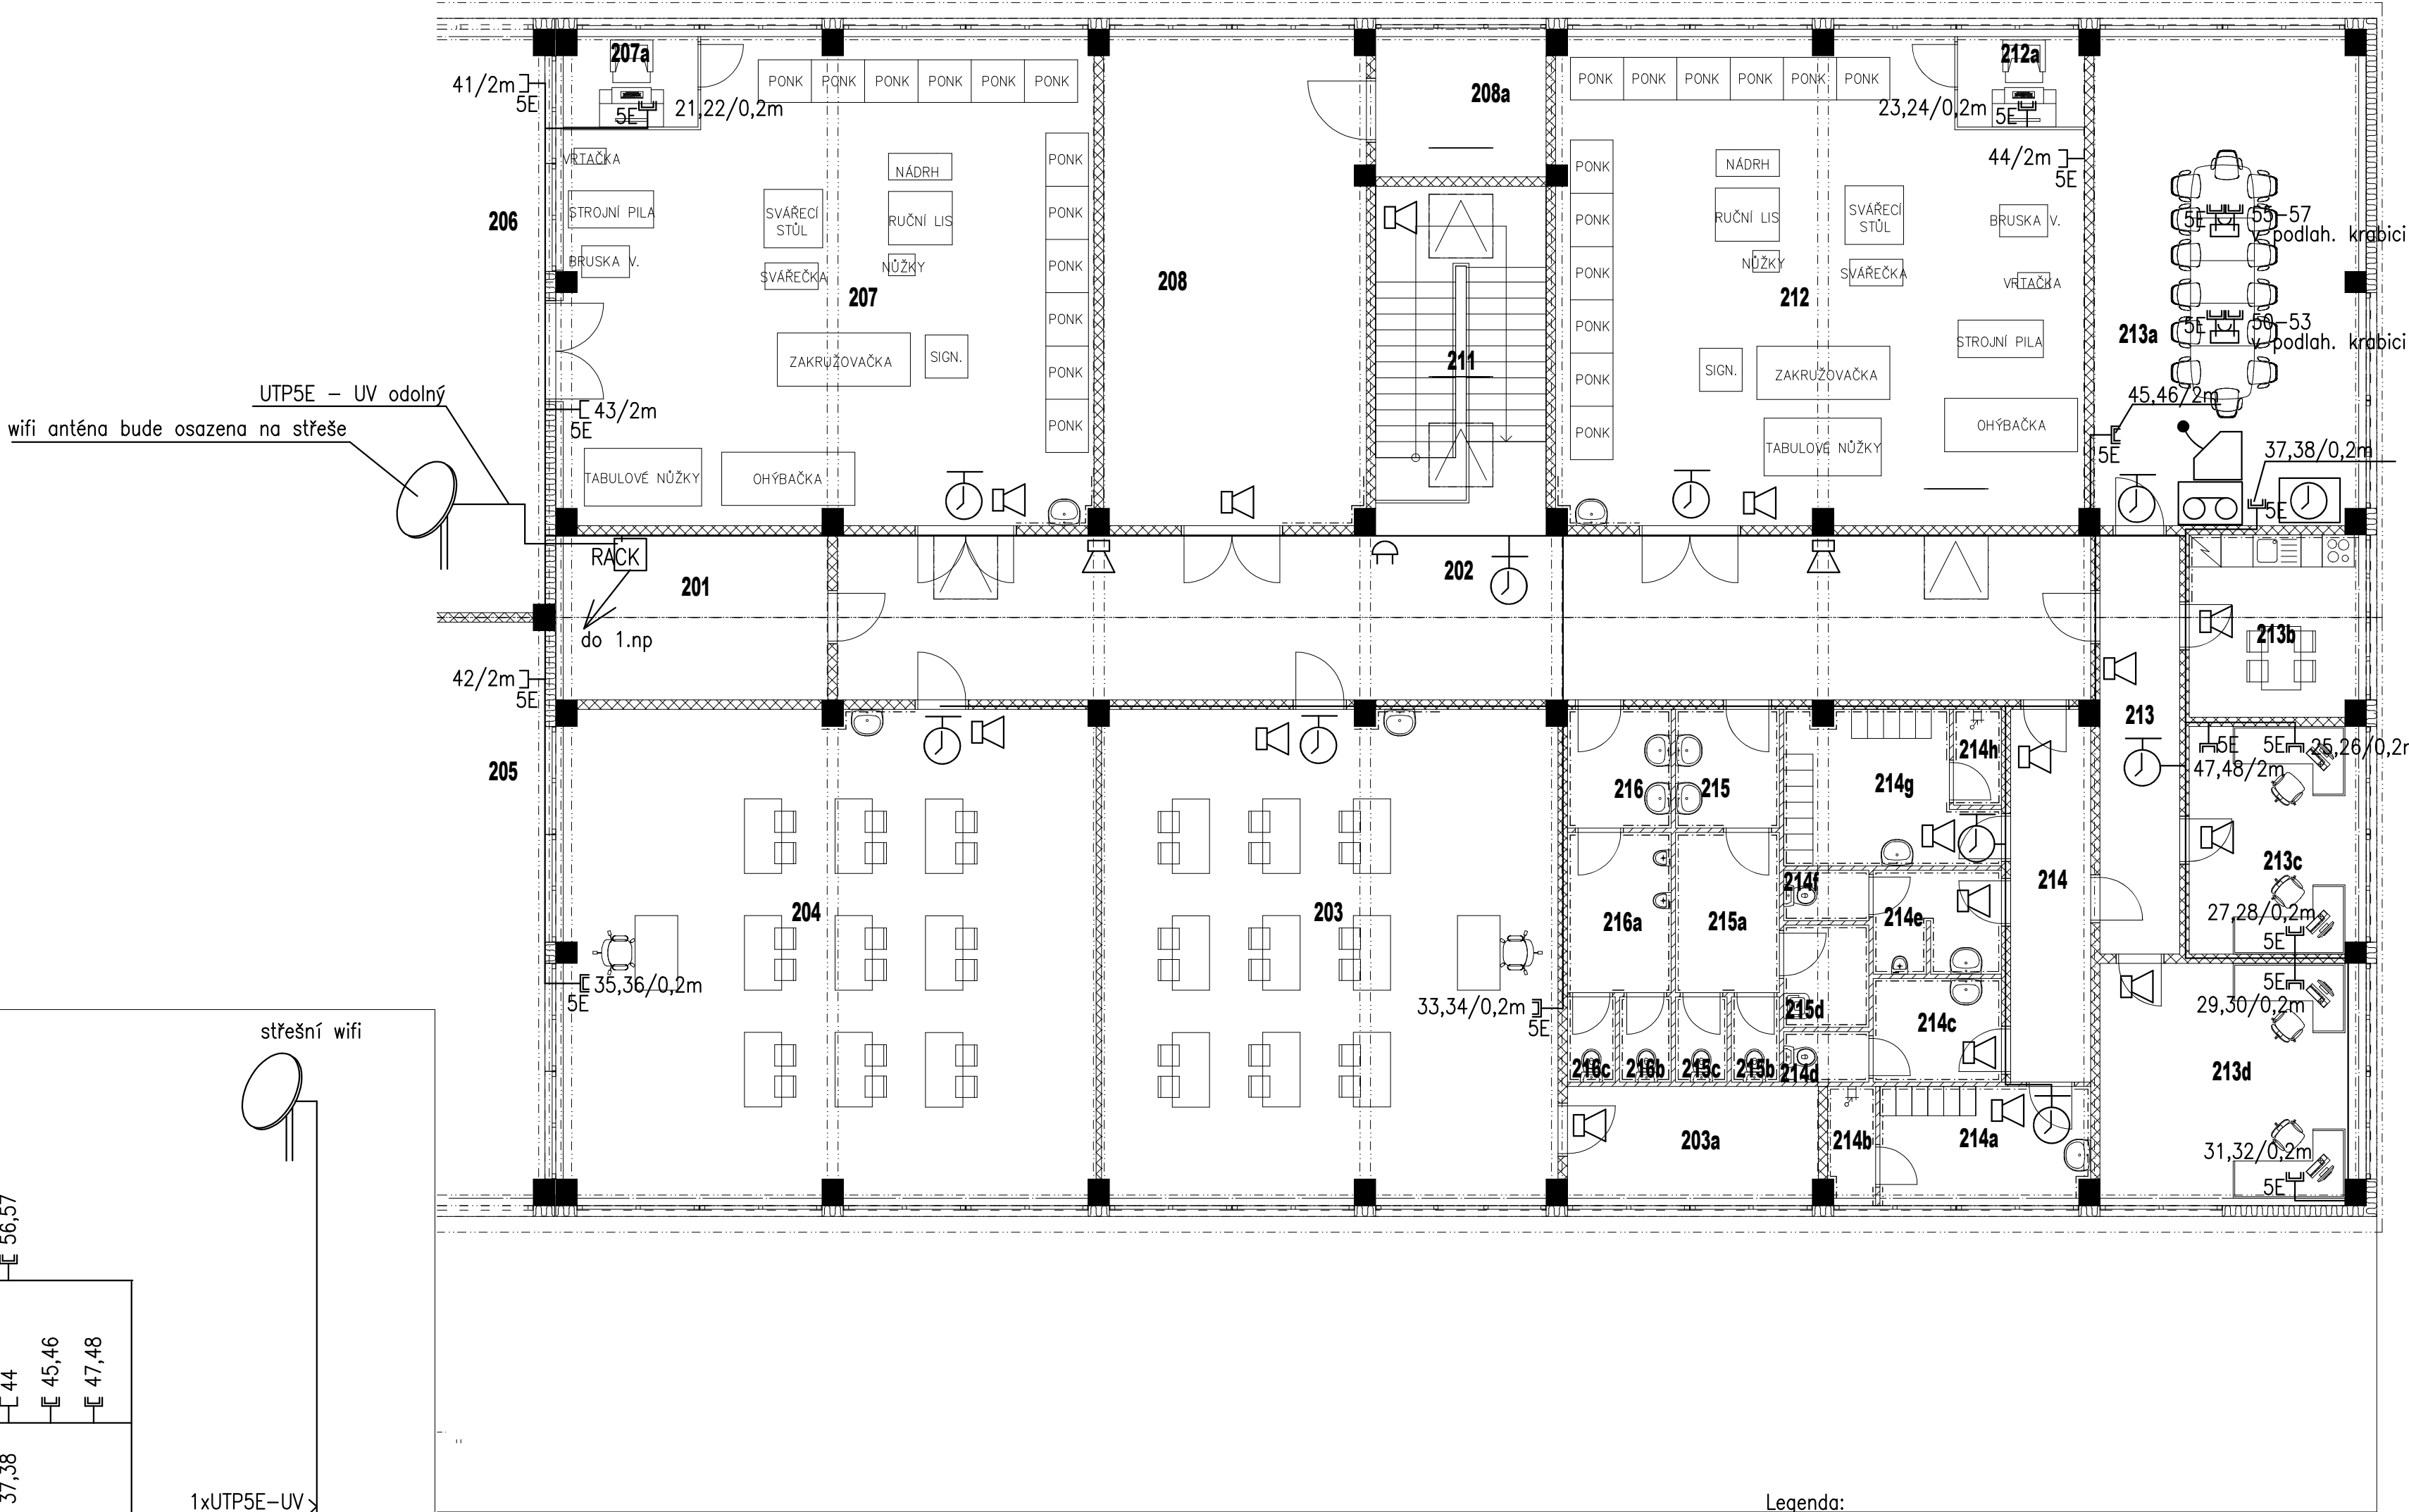 207a
212a
41/2m
5E
5E
21,22/0,2m
PONK
PONK
PONK
PONK
PONK
PONK
208a
PONK
PONK
PONK
PONK
PONK
PONK
23,24/0,2m
5E
44/2m
5E
VRTAČKA
NÁDRH
PONK
PONK
NÁDRH
206
STROJNÍ PILA
SVÁŘECÍ
STŮL
RUČNÍ LIS
PONK
PONK
RUČNÍ LIS
SVÁŘECÍ
STŮL
BRUSKA V.
5E
55-57
v podlah. krabici
BRUSKA V.
SVÁŘEČKA
NŮŽKY
PONK
208
PONK
NŮŽKY
SVÁŘEČKA
VRTAČKA
207
212
PONK
PONK
213a
5E
50-53
v podlah. krabici
ZAKRUŽOVAČKA
SIGN.
PONK
211
PONK
SIGN.
ZAKRUŽOVAČKA
STROJNÍ PILA
UTP5E - UV odolný
wifi anténa bude osazena na střeše
43/2m
5E
PONK
PONK
45,46/2m
5E
OHÝBAČKA
TABULOVÉ NŮŽKY
OHÝBAČKA
TABULOVÉ NŮŽKY
37,38/0,2m
5E
RACK
201
202
do 1.np
213b
42/2m
5E
213
205
214h
5E
5E
25,26/0,2m
47,48/2m
216
215
214g
213c
204
203
216a
215a
214f
214e
214
27,28/0,2m
5E
35,36/0,2m
5E
33,34/0,2m
5E
215d
214c
5E
29,30/0,2m
216c
216b
215c
215b
214d
213d
203a
214b
214a
31,32/0,2m
5E
střešní wifi
56,57
44
45,46
47,48
37,38
1xUTP5E-UV
Legenda: